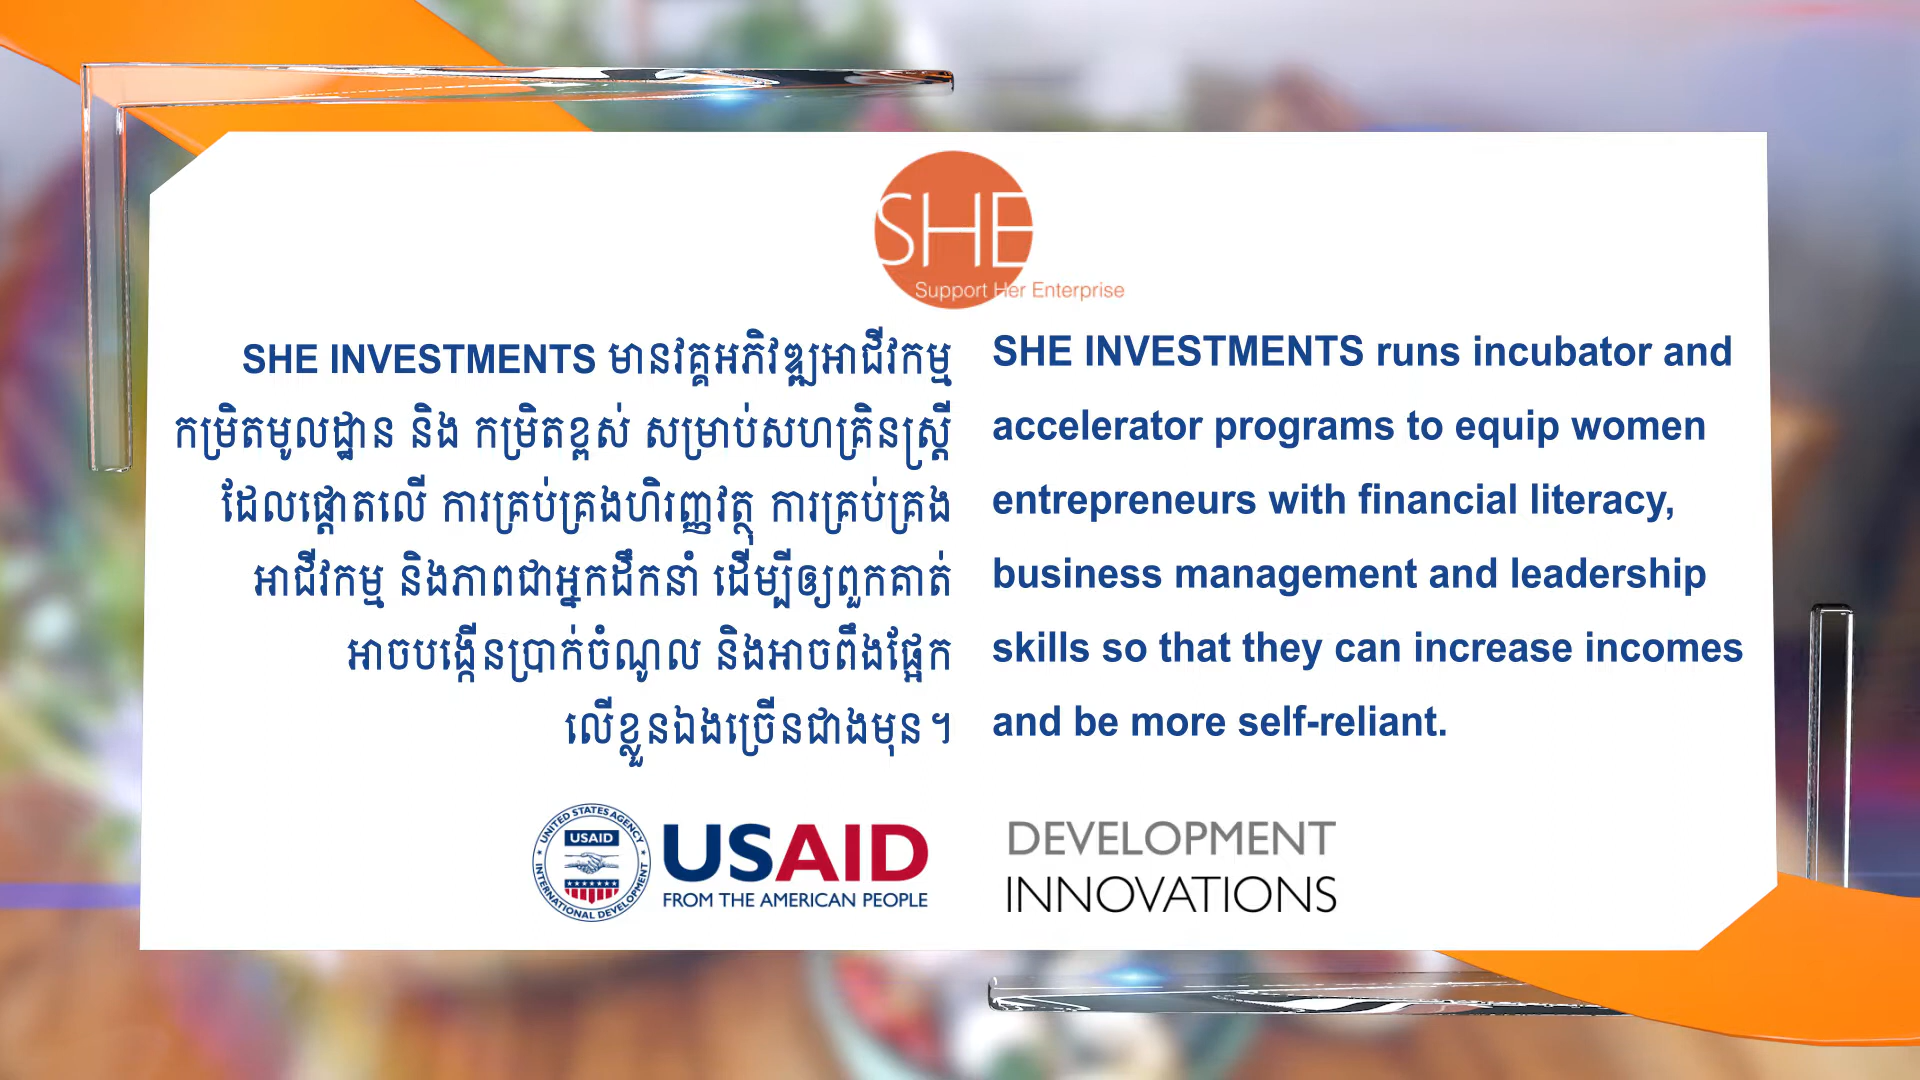 SHE
Support Her Enterprise
SHE INVESTMENTS មានវគ្គអភិវឌ្ឍអាជីវកម្ម
កម្រិតមូលដ្ឋាន និង កម្រិតខ្ពស់ សម្រាប់សហគ្រិនស្ត្រី
ដែលផ្តោតលើ ការគ្រប់គ្រងហិរញ្ញវត្ថុ ការគ្រប់គ្រង
អាជីវកម្ម និងភាពជាអ្នកដឹកនាំ ដើម្បីឲ្យពួកគាត់
អាចបង្កើនប្រាក់ចំណូល និងអាចពឹងផ្អែក
លើខ្លួនឯងច្រើនជាងមុន។
SHE INVESTMENTS runs incubator and
accelerator programs to equip women
entrepreneurs with financial literacy,
business management and leadership
skills so that they can increase incomes
and be more self-reliant.
UNITED STATES AGENCY
USAID
INTERNATIONAL DEVELOPMENT
USAID
FROM THE AMERICAN PEOPLE
DEVELOPMENT
INNOVATIONS